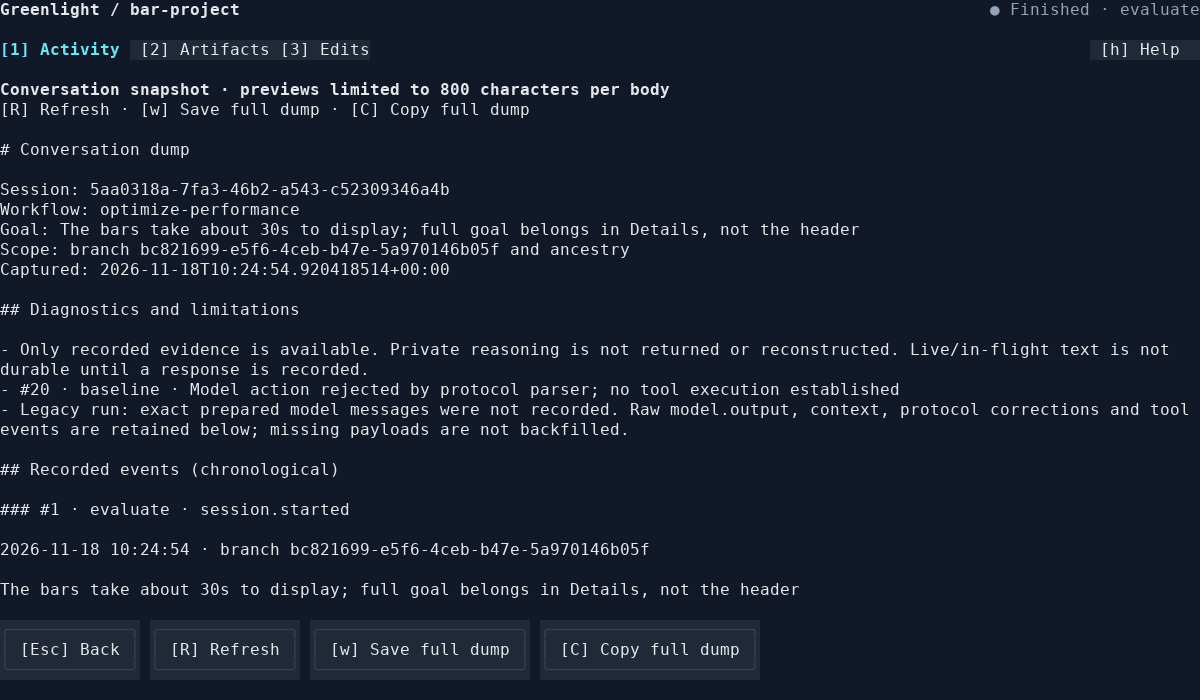 Greenlight / bar-project ● Finished · evaluate
[1] Activity [2] Artifacts [3] Edits [h] Help
Conversation snapshot · previews limited to 800 characters per body
[R] Refresh · [w] Save full dump · [C] Copy full dump
# Conversation dump
Session: 5aa0318a-7fa3-46b2-a543-c52309346a4b
Workflow: optimize-performance
Goal: The bars take about 30s to display; full goal belongs in Details, not the header
Scope: branch bc821699-e5f6-4ceb-b47e-5a970146b05f and ancestry
Captured: 2026-11-18T10:24:54.920418514+00:00
## Diagnostics and limitations
- Only recorded evidence is available. Private reasoning is not returned or reconstructed. Live/in-flight text is not
durable until a response is recorded.
- #20 · baseline · Model action rejected by protocol parser; no tool execution established
- Legacy run: exact prepared model messages were not recorded. Raw model.output, context, protocol corrections and tool
events are retained below; missing payloads are not backfilled.
## Recorded events (chronological)
### #1 · evaluate · session.started
2026-11-18 10:24:54 · branch bc821699-e5f6-4ceb-b47e-5a970146b05f
The bars take about 30s to display; full goal belongs in Details, not the header
[Esc] Back [R] Refresh [w] Save full dump [C] Copy full dump